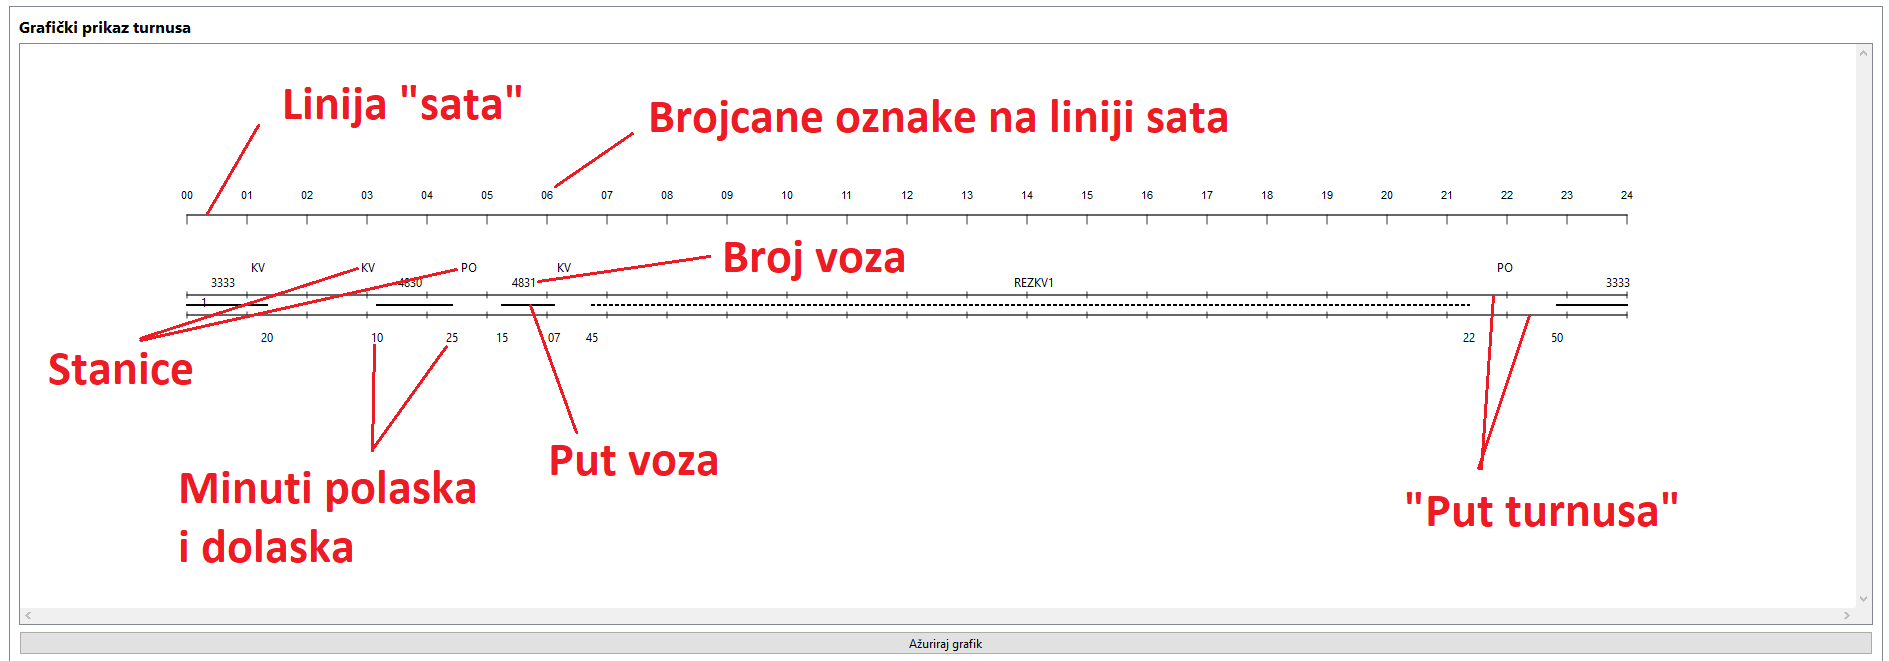 Grafički prikaz turnusa
Linija "sata"
Brojcane oznake na liniji sata
00 01 02 03 04 05 06 07 08 09 10 11 12 13 14 15 16 17 18 19 20 21 22 23 24
Broj voza
KV KV PO KV PO
3333 4830 4831 REZKV1 3333
1
20 10 25 15 07 45 22 50
Stanice
Put voza
Minuti polaska
i dolaska
"Put turnusa"
Ažuriraj grafik